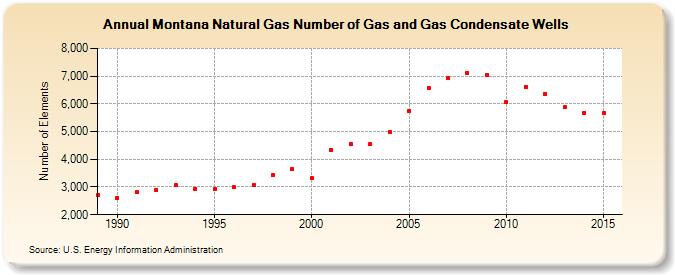 Annual Montana Natural Gas Number of Gas and Gas Condensate Wells
Number of Elements
8,000
7,000
6,000
5,000
4,000
3,000
2,000
1990 1995 2000 2005 2010 2015
Source: U.S. Energy Information Administration